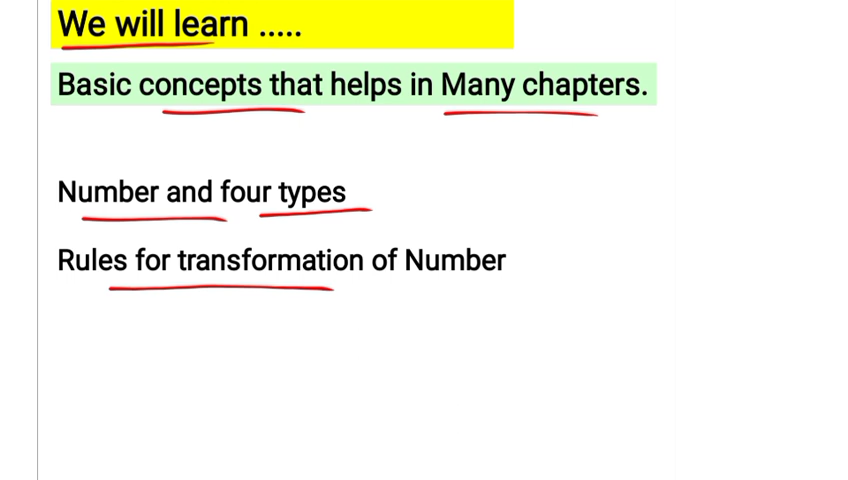 We will learn .....
Basic concepts that helps in Many chapters.
Number and four types
Rules for transformation of Number